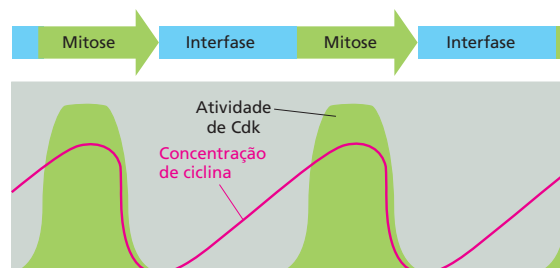 Mitose
Interfase
Mitose
Interfase
Atividade
de Cdk
Concentração
de ciclina